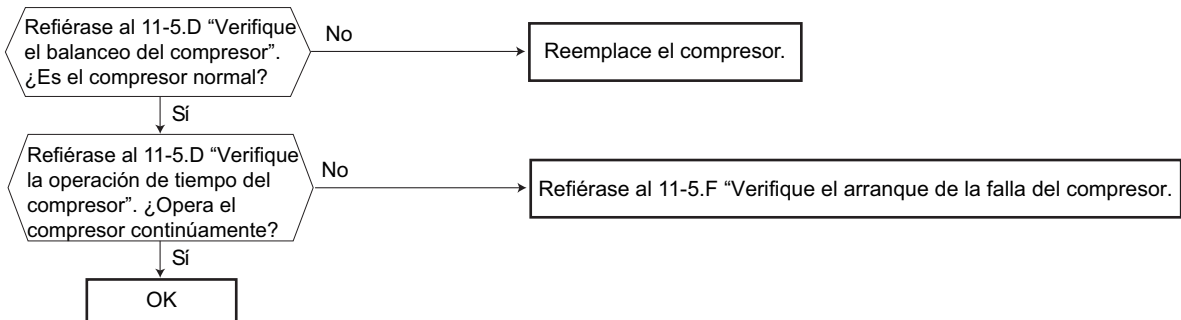 Refiérase al 11-5.D “Verifique
el balanceo del compresor”.
¿Es el compresor normal?
No
Reemplace el compresor.
Sí
Refiérase al 11-5.D “Verifique
la operación de tiempo del
compresor”. ¿Opera el
compresor continúamente?
No
Refiérase al 11-5.F “Verifique el arranque de la falla del compresor.
Sí
OK